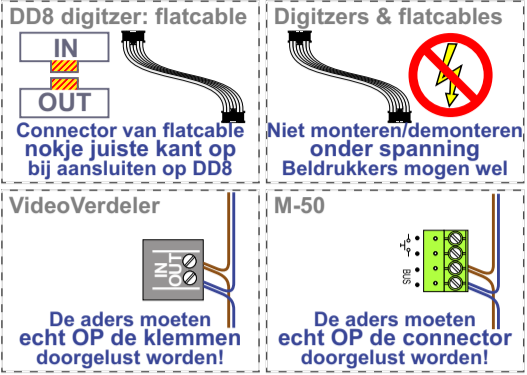 DD8 digitzer: flatcable
IN
OUT
Connector van flatcable
nokje juiste kant op
bij aansluiten op DD8
Digitizers & flatcables
Niet monteren/demonteren
onder spanning
Beldrukkers mogen wel
VideoVerdeler
IN
OUT
De aders moeten
echt OP de klemmen
doorgelust worden!
M-50
BUS
De aders moeten
echt OP de connector
doorgelust worden!